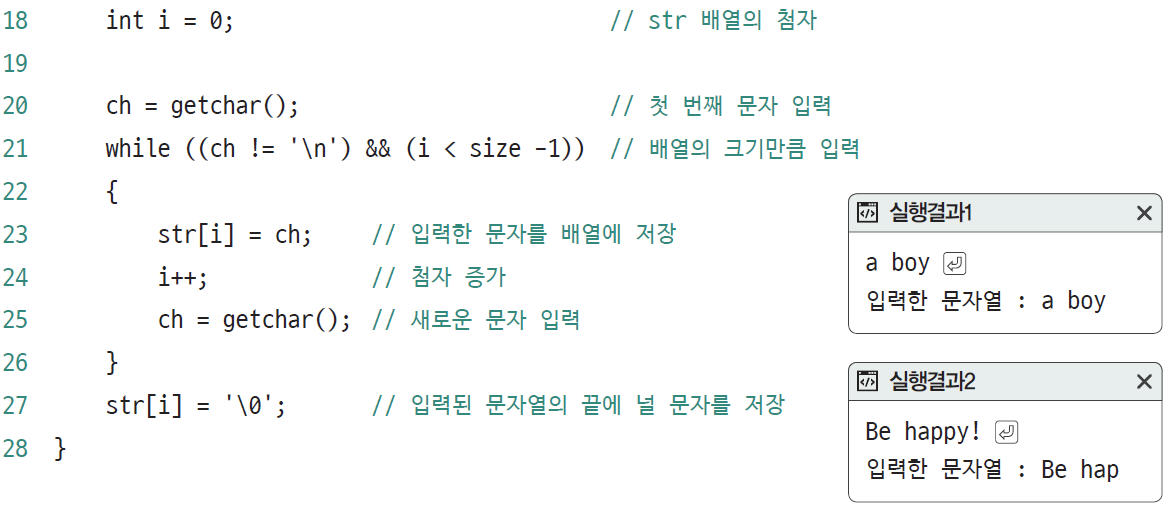 18 int i = 0; // str 배열의 첨자
19
20 ch = getchar(); // 첫 번째 문자 입력
21 while ((ch != '\n') && (i < size -1)) // 배열의 크기만큼 입력
22 {
23 str[i] = ch; // 입력한 문자를 배열에 저장
24 i++; // 첨자 증가
25 ch = getchar(); // 새로운 문자 입력
26 }
27 str[i] = '\0'; // 입력된 문자열의 끝에 널 문자를 저장
28 }
실행결과1
a boy
입력한 문자열 : a boy
실행결과2
Be happy!
입력한 문자열 : Be hap